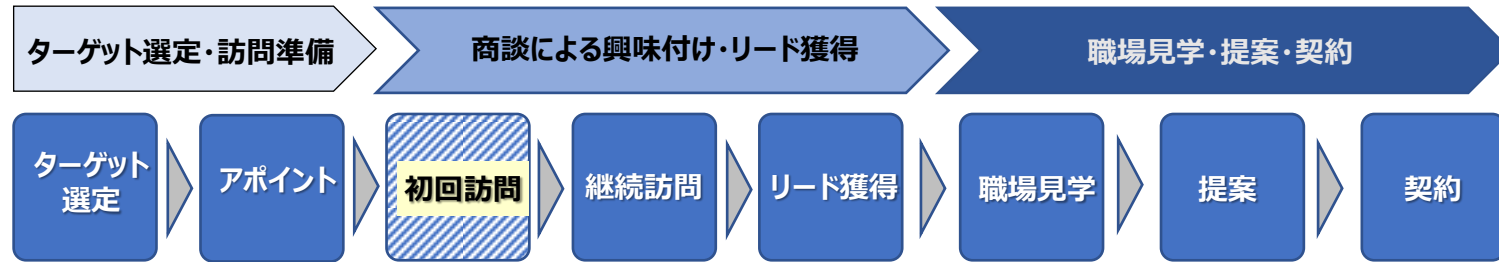 ターゲット選定・訪問準備
商談による興味付け・リード獲得
職場見学・提案・契約
ターゲット
選定
アポイント
初回訪問
継続訪問
リード獲得
職場見学
提案
契約